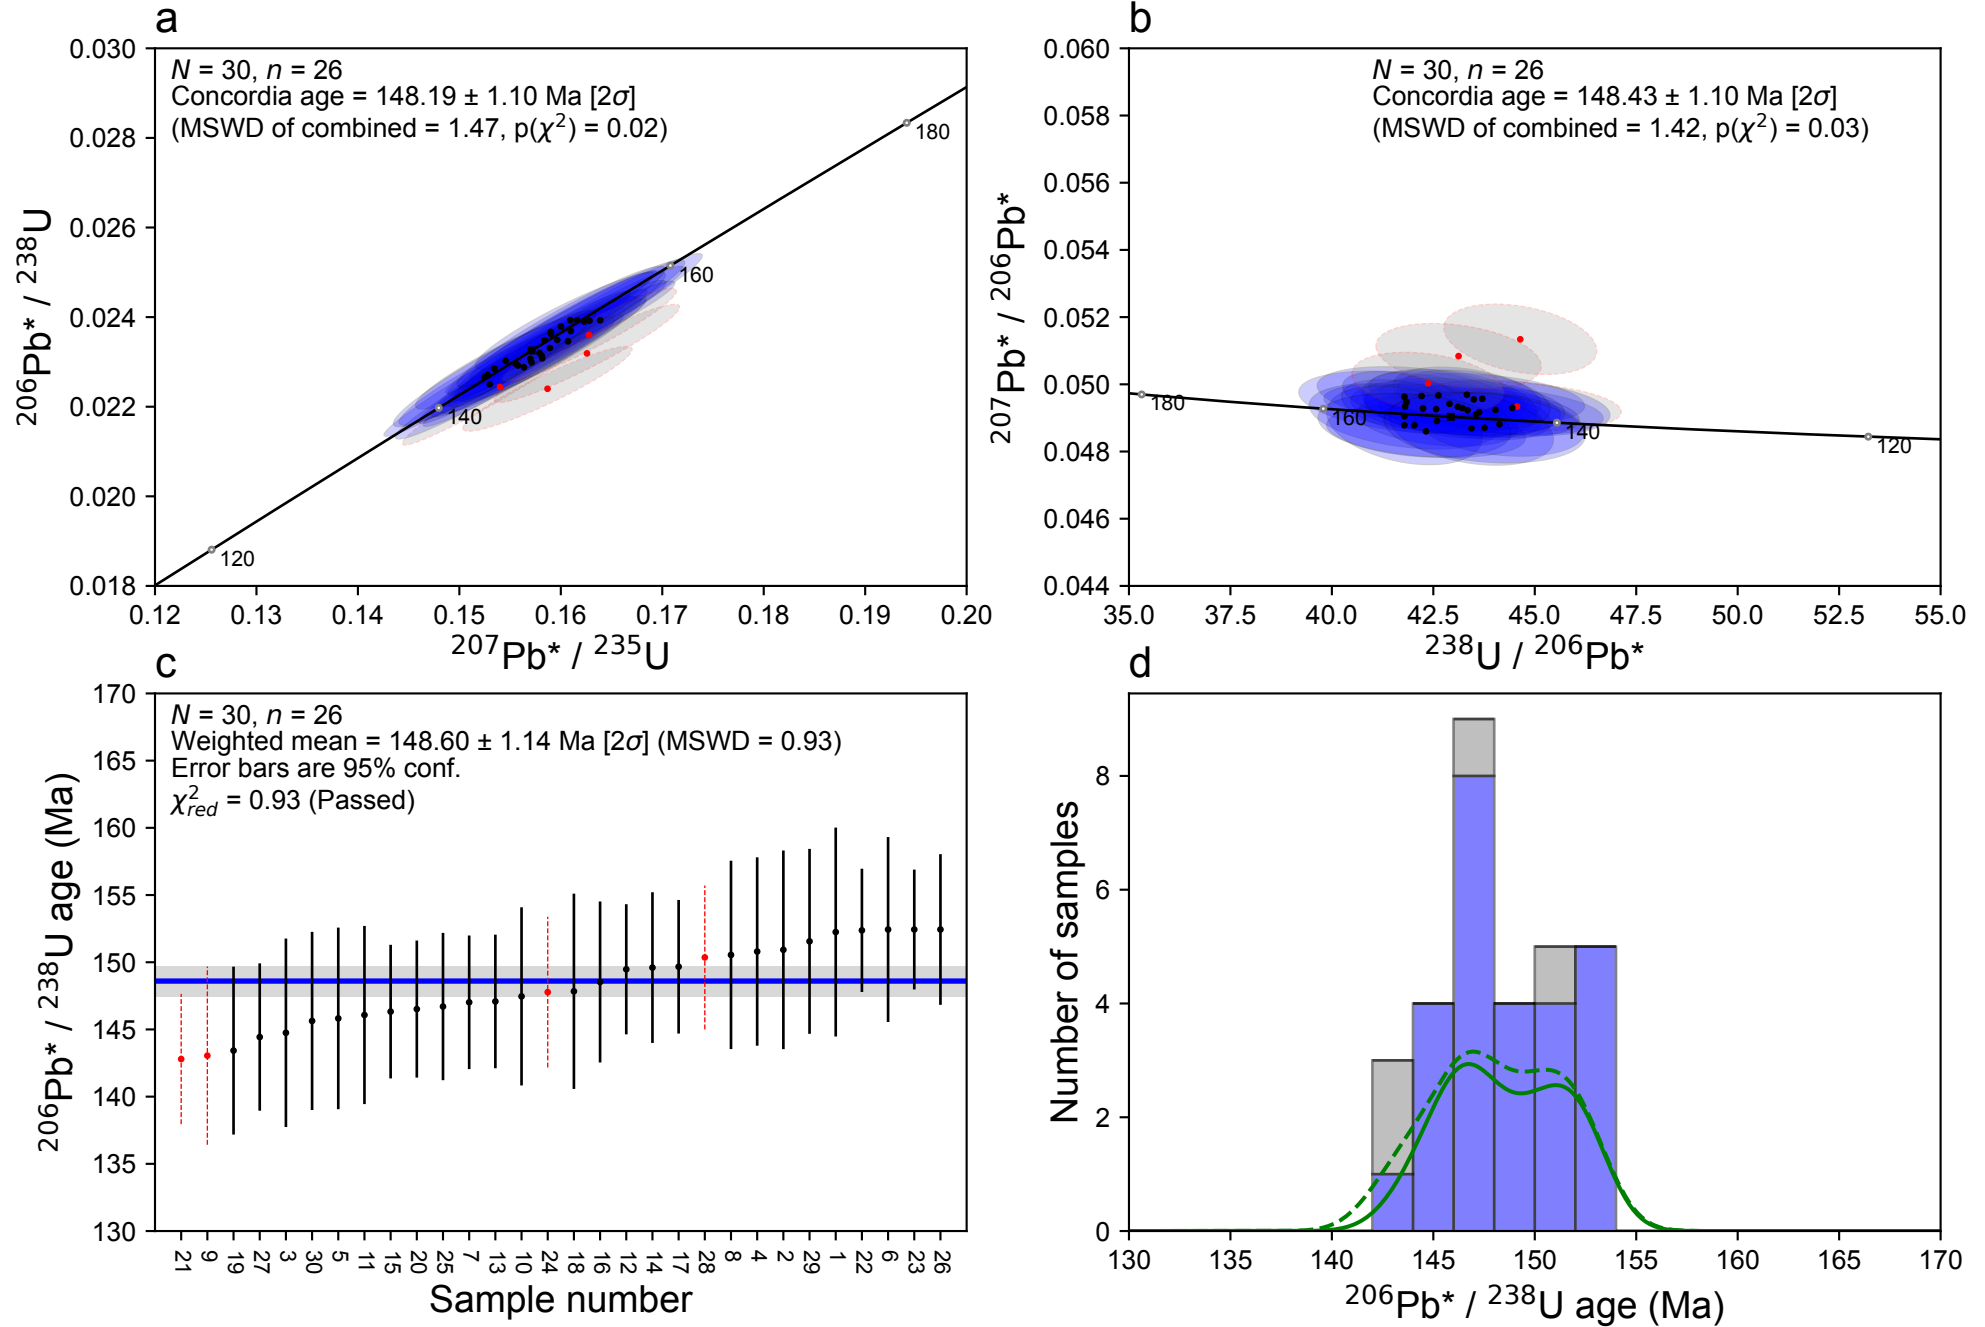 a
N = 30, n = 26
Concordia age = 148.19 ± 1.10 Ma [2σ]
(MSWD of combined = 1.47, p(χ²) = 0.02)
0.030
0.028
0.026
0.024
0.022
0.020
0.018
²⁰⁶Pb* / ²³⁸U
180
160
140
120
0.12 0.13 0.14 0.15 0.16 0.17 0.18 0.19 0.20
²⁰⁷Pb* / ²³⁵U
b
N = 30, n = 26
Concordia age = 148.43 ± 1.10 Ma [2σ]
(MSWD of combined = 1.42, p(χ²) = 0.03)
0.060
0.058
0.056
0.054
0.052
0.050
0.048
0.046
0.044
²⁰⁷Pb* / ²⁰⁶Pb*
180
160
140
120
35.0 37.5 40.0 42.5 45.0 47.5 50.0 52.5 55.0
²³⁸U / ²⁰⁶Pb*
c
N = 30, n = 26
Weighted mean = 148.60 ± 1.14 Ma [2σ] (MSWD = 0.93)
Error bars are 95% conf.
χ²red = 0.93 (Passed)
170
165
160
155
150
145
140
135
130
²⁰⁶Pb* / ²³⁸U age (Ma)
21 9 19 27 3 30 5 11 15 20 25 7 13 10 24 18 16 12 14 17 28 8 4 2 29 1 22 6 23 26
Sample number
d
8
6
4
2
0
Number of samples
130 135 140 145 150 155 160 165 170
²⁰⁶Pb* / ²³⁸U age (Ma)